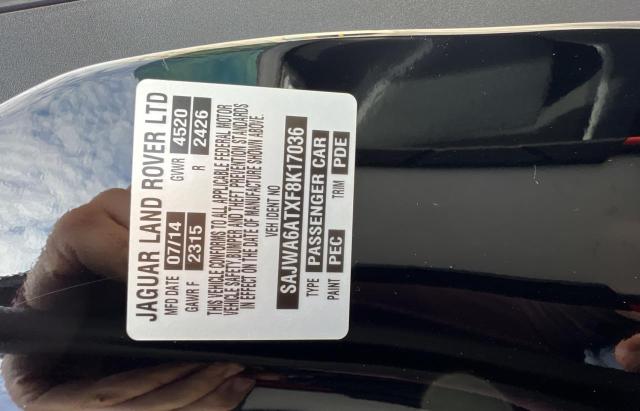 JAGUAR LAND ROVER LTD
MFD DATE 07/14 GVWR 4520
GAWR F 2315 R 2426
THIS VEHICLE CONFORMS TO ALL APPLICABLE FEDERAL MOTOR
VEHICLE SAFETY BUMPER AND THEFT PREVENTION STANDARDS
IN EFFECT ON THE DATE OF MANUFACTURE SHOWN ABOVE.
VEH IDENT NO
SAJWA6ATXF8K17036
TYPE PASSENGER CAR
PAINT PEC TRIM PDE